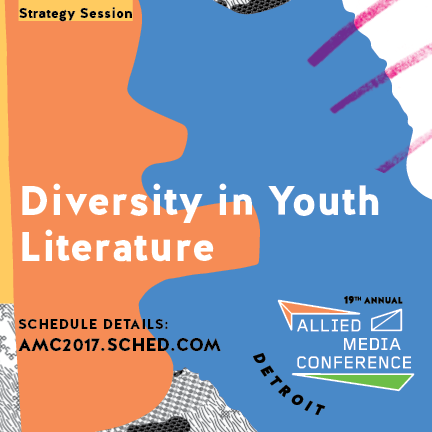 Strategy Session
Diversity in Youth
Literature
SCHEDULE DETAILS:
AMC2017.SCHED.COM
19TH ANNUAL
ALLIED
MEDIA
CONFERENCE
DETROIT